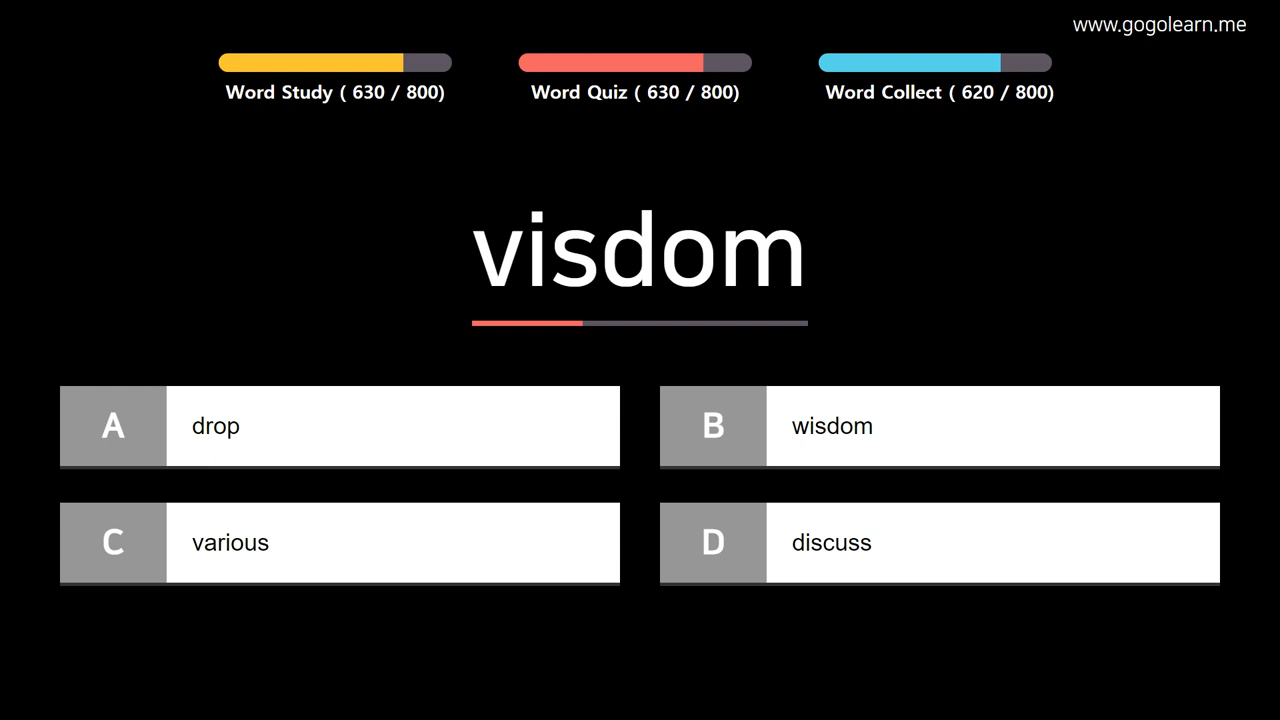 www.gogolearn.me
Word Study ( 630 / 800)
Word Quiz ( 630 / 800)
Word Collect ( 620 / 800)
visdom
A drop
B wisdom
C various
D discuss